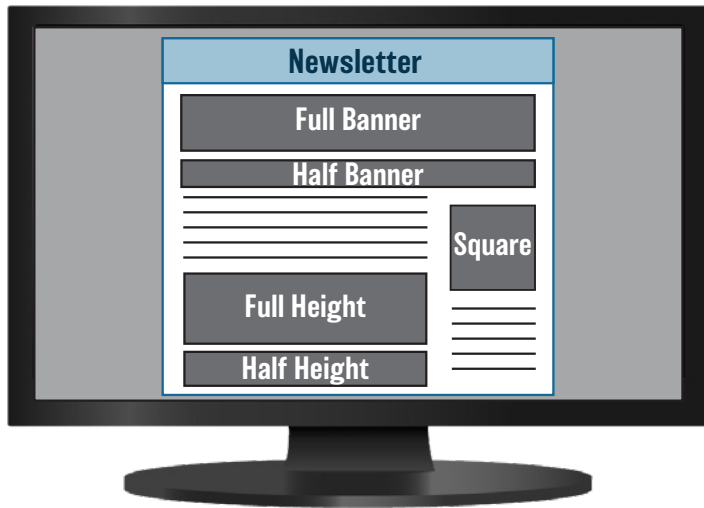 Newsletter
Full Banner
Half Banner
Square
Full Height
Half Height